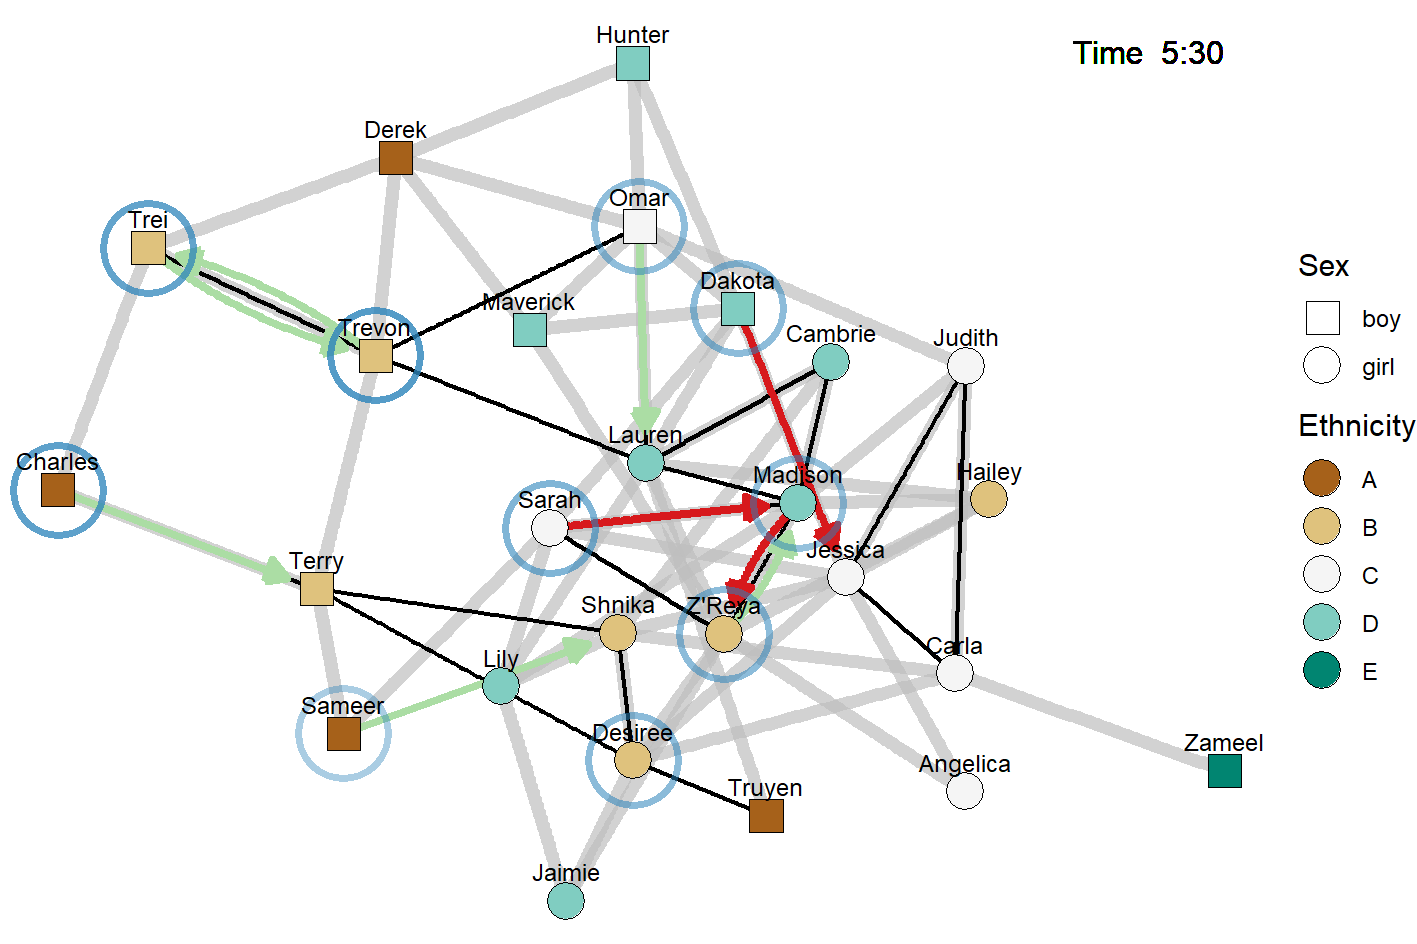 Hunter
Time 5:30
Derek
Omar
Trei
Sex
Dakota
Maverick
boy
Trevon
Cambrie
Judith
girl
Ethnicity
Lauren
Charles
Madison
Hailey
A
Sarah
B
Jessica
Terry
C
Shnika
Z'Reya
D
Lily
Carla
E
Sameer
Desiree
Zameel
Angelica
Truyen
Jaimie